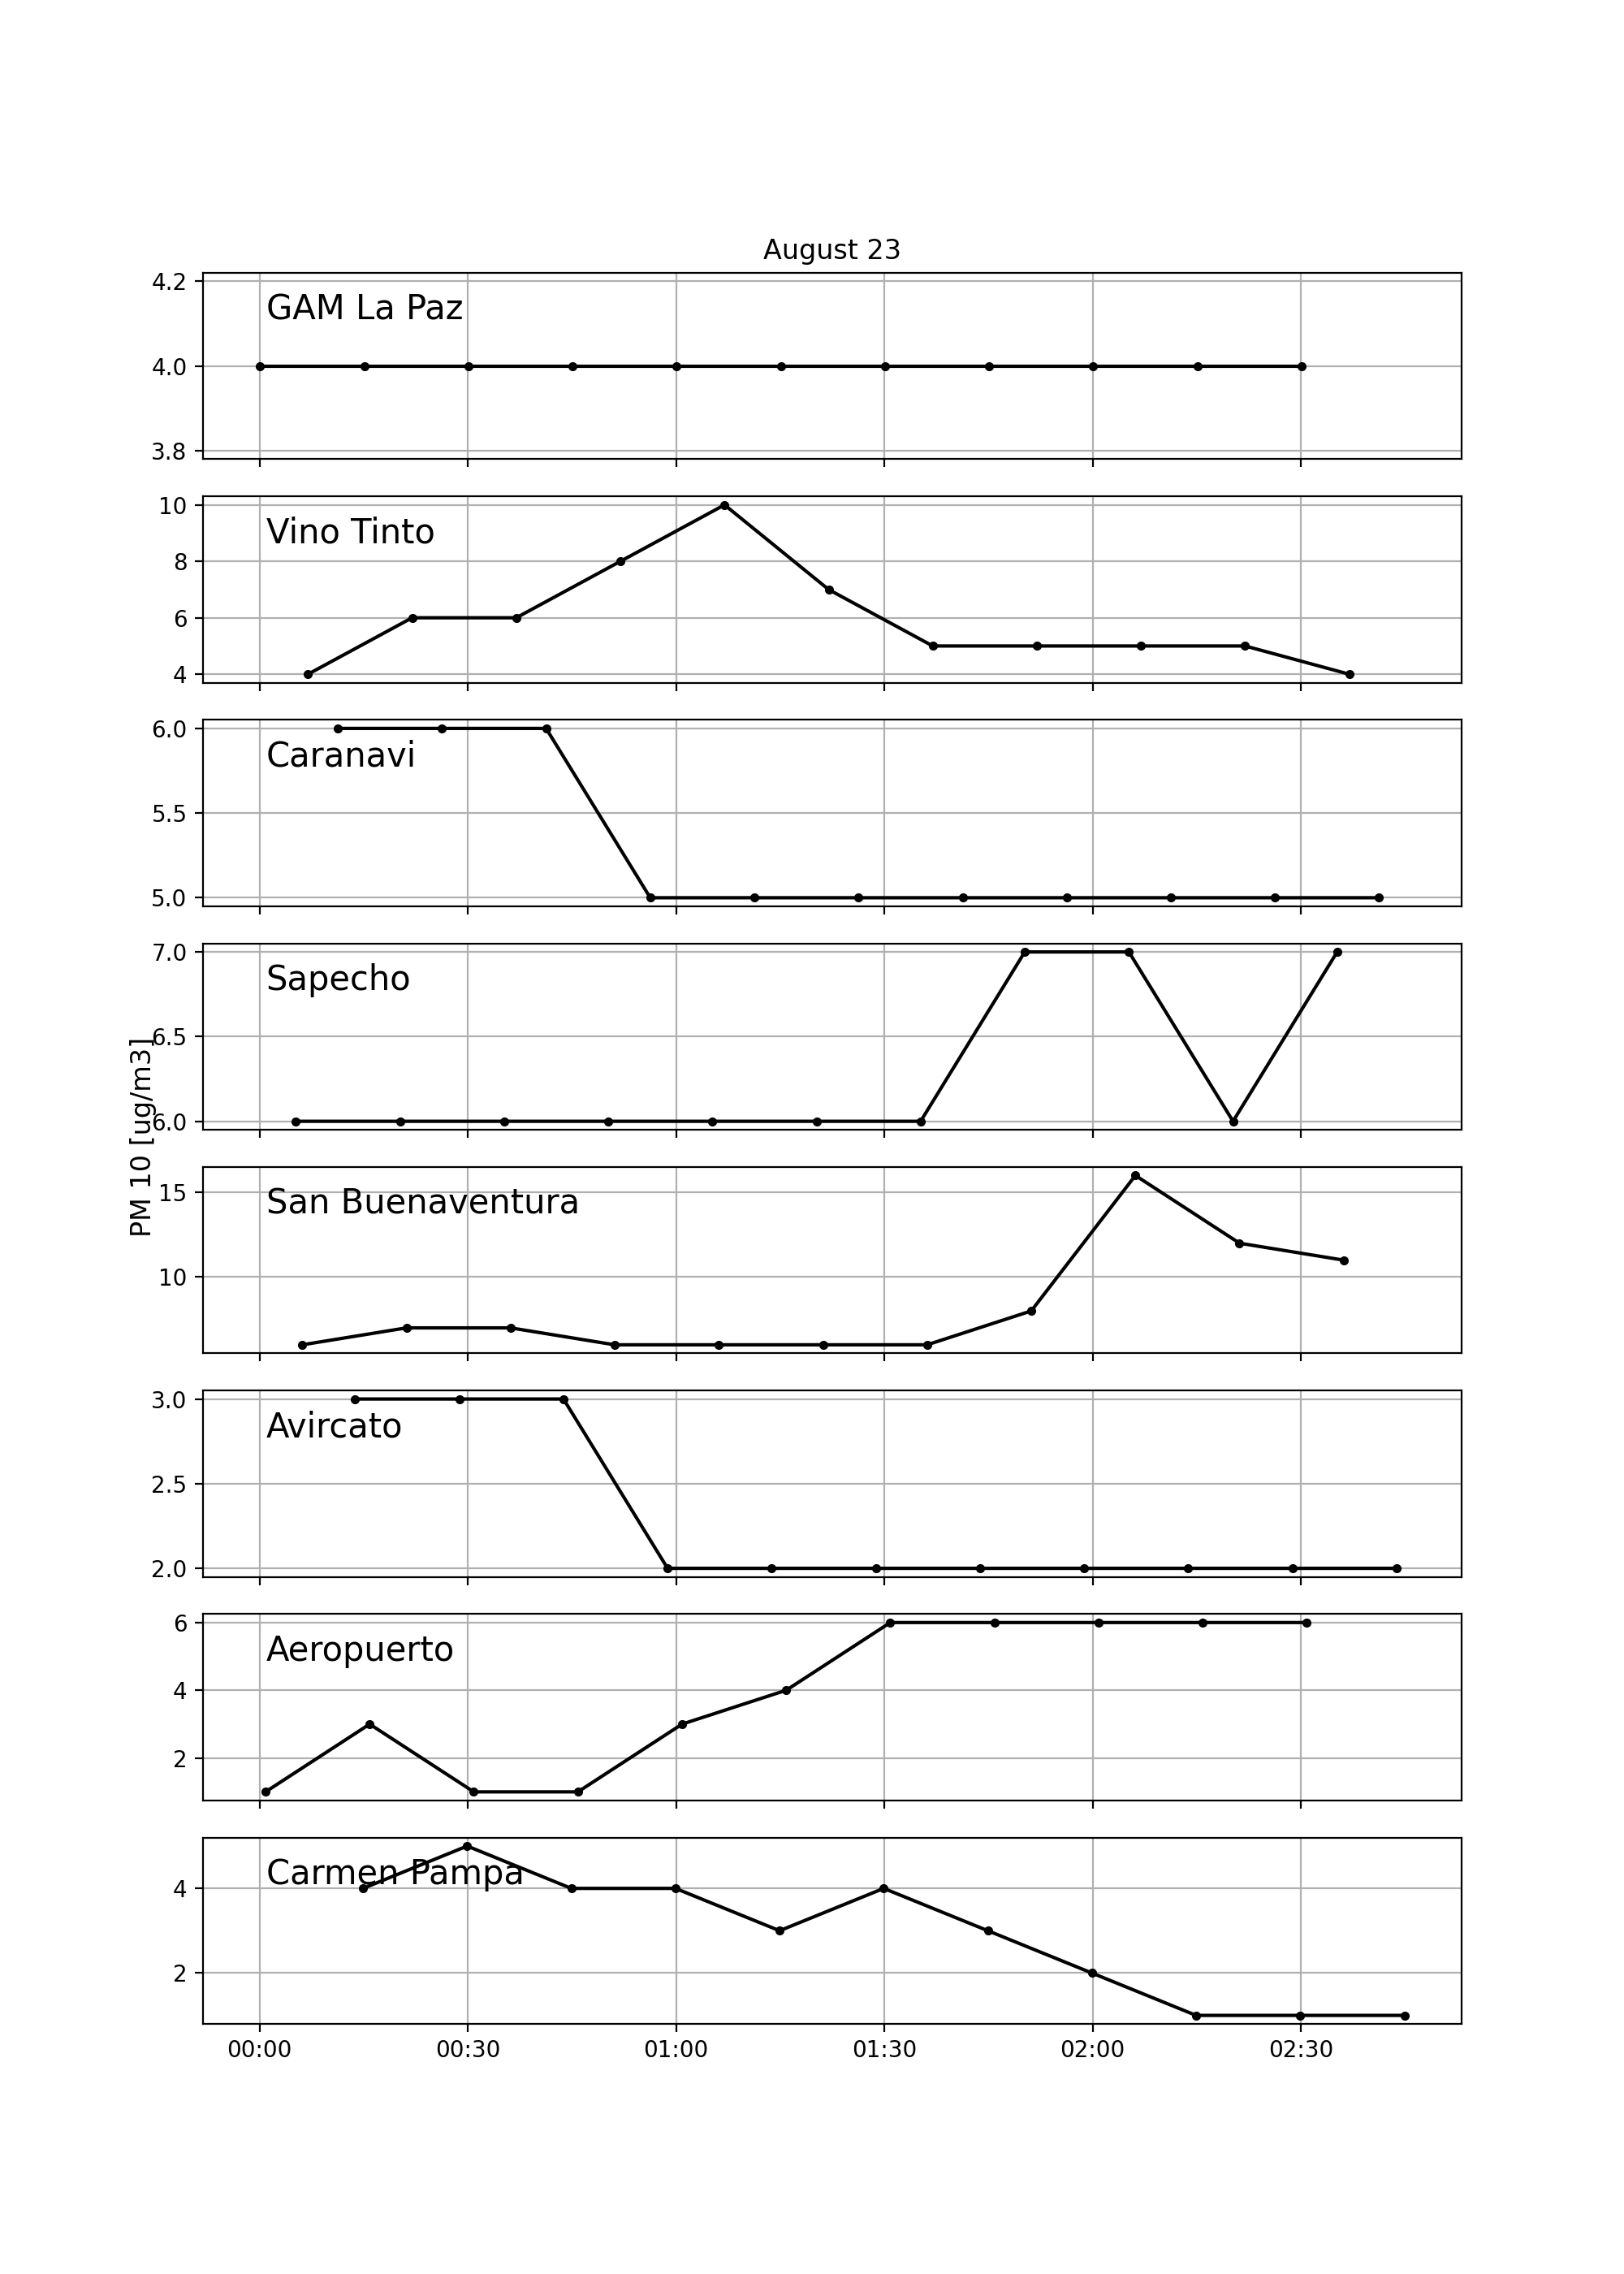 August 23
4.2
GAM La Paz
4.0
3.8
10
Vino Tinto
8
6
4
6.0
Caranavi
5.5
5.0
7.0
Sapecho
6.5
6.0
PM 10 [ug/m3]
15
San Buenaventura
10
3.0
Avircato
2.5
2.0
6
Aeropuerto
4
2
Carmen Pampa
4
2
00:00 00:30 01:00 01:30 02:00 02:30